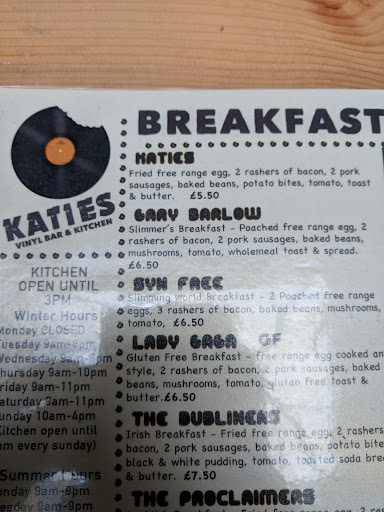 BREAKFAST
KATIES
Fried free range egg, 2 rashers of bacon, 2 pork
sausages, baked beans, potato bites, tomato, toast
& butter. £5.50
GARY BARLOW
Slimmer's Breakfast - Poached free range egg, 2
rashers of bacon, 2 pork sausages, baked beans,
mushrooms, tomato, wholemeal toast & spread.
£6.50
SYN FREE
Slimming world Breakfast - 2 Poached free range
eggs, 3 rashers of bacon, baked beans, mushrooms,
tomato, £6.50
LADY GAGA GF
Gluten Free Breakfast - free range egg cooked any
style, 2 rashers of bacon, 2 pork sausages, baked
beans, mushrooms, tomato, gluten free toast &
butter.£6.50
THE DUBLINERS
Irish Breakfast - Fried free range egg, 2 rashers
bacon, 2 pork sausages, baked beans, potato bites
black & white pudding, tomato, toasted soda bread
& butter. £7.50
THE PROCLAIMERS
KATIES
VINYL BAR & KITCHEN
KITCHEN
OPEN UNTIL
3PM
Winter Hours
Monday CLOSED
Tuesday 9am-8pm
Wednesday 9am-8pm
Thursday 9am-10pm
Friday 9am-11pm
Saturday 9am-11pm
Sunday 10am-4pm
Kitchen open until
am every sunday)
Summer Hours
Monday 9am-9pm
9am-9pm